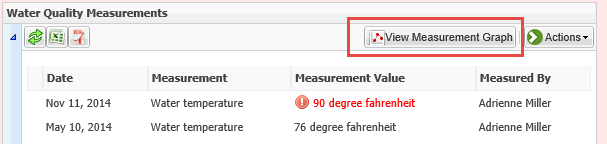 Water Quality Measurements
View Measurement Graph Actions
Date Measurement Measurement Value Measured By
Nov 11, 2014 Water temperature 90 degree fahrenheit Adrienne Miller
May 10, 2014 Water temperature 76 degree fahrenheit Adrienne Miller